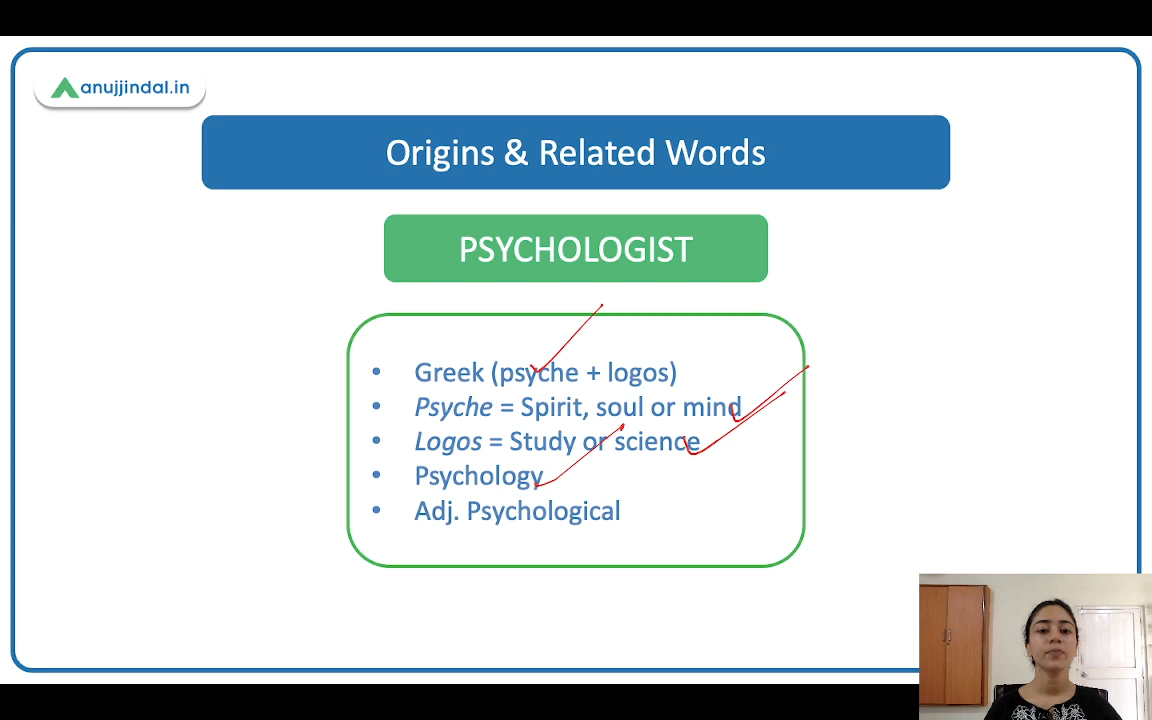 anujjindal.in
Origins & Related Words
PSYCHOLOGIST
• Greek (psyche + logos)
• Psyche = Spirit, soul or mind
• Logos = Study or science
• Psychology
• Adj. Psychological